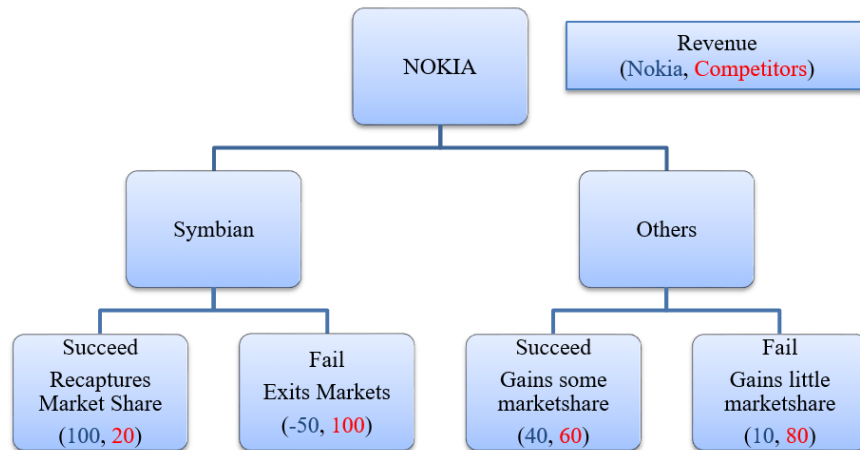 NOKIA
Revenue
(Nokia, Competitors)
Symbian
Others
Succeed
Recaptures
Market Share
(100, 20)
Fail
Exits Markets
(-50, 100)
Succeed
Gains some
marketshare
(40, 60)
Fail
Gains little
marketshare
(10, 80)